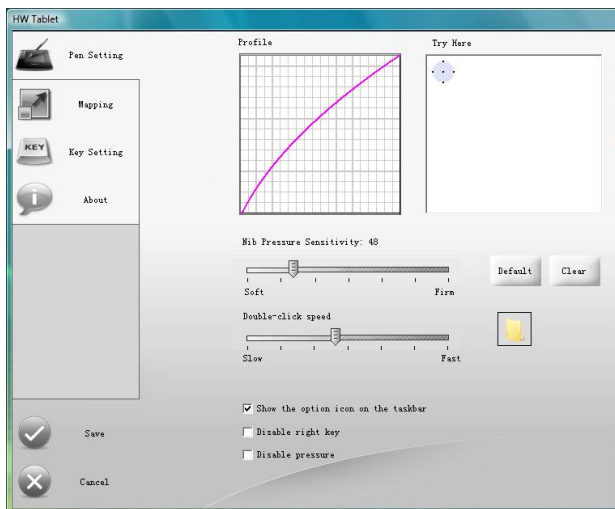 HW Tablet
Pen Setting
Mapping
KEY
Key Setting
About
Save
Cancel
Profile
Try Here
Nib Pressure Sensitivity: 48
Soft
Firm
Default
Clear
Double-click speed
Slow
Fast
Show the option icon on the taskbar
Disable right key
Disable pressure